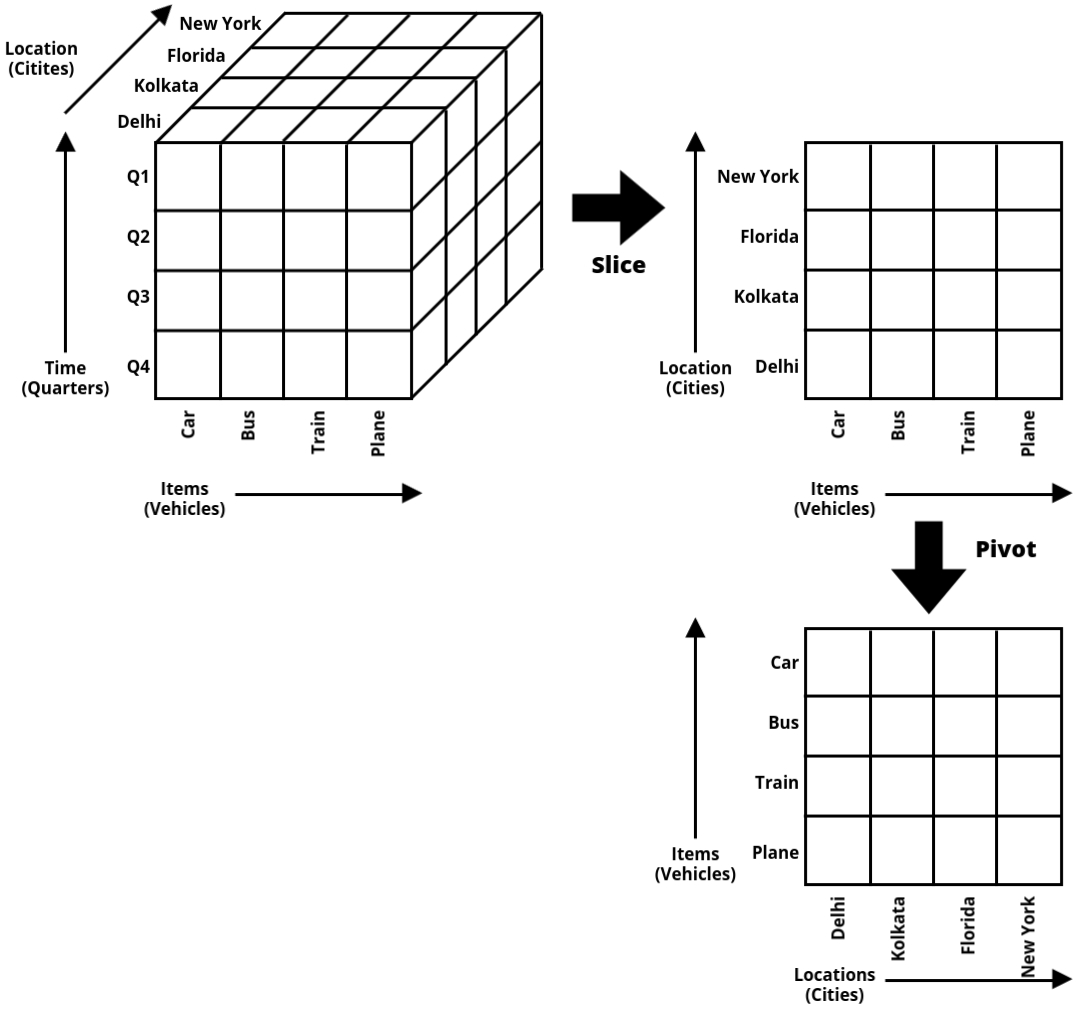 New York
Location
(Citites)
Florida
Kolkata
Delhi
Q1
Q2
Q3
Q4
Time
(Quarters)
Car
Bus
Train
Plane
Items
(Vehicles)
Slice
New York
Florida
Kolkata
Delhi
Location
(Cities)
Car
Bus
Train
Plane
Items
(Vehicles)
Pivot
Car
Bus
Train
Plane
Items
(Vehicles)
Delhi
Kolkata
Florida
New York
Locations
(Cities)